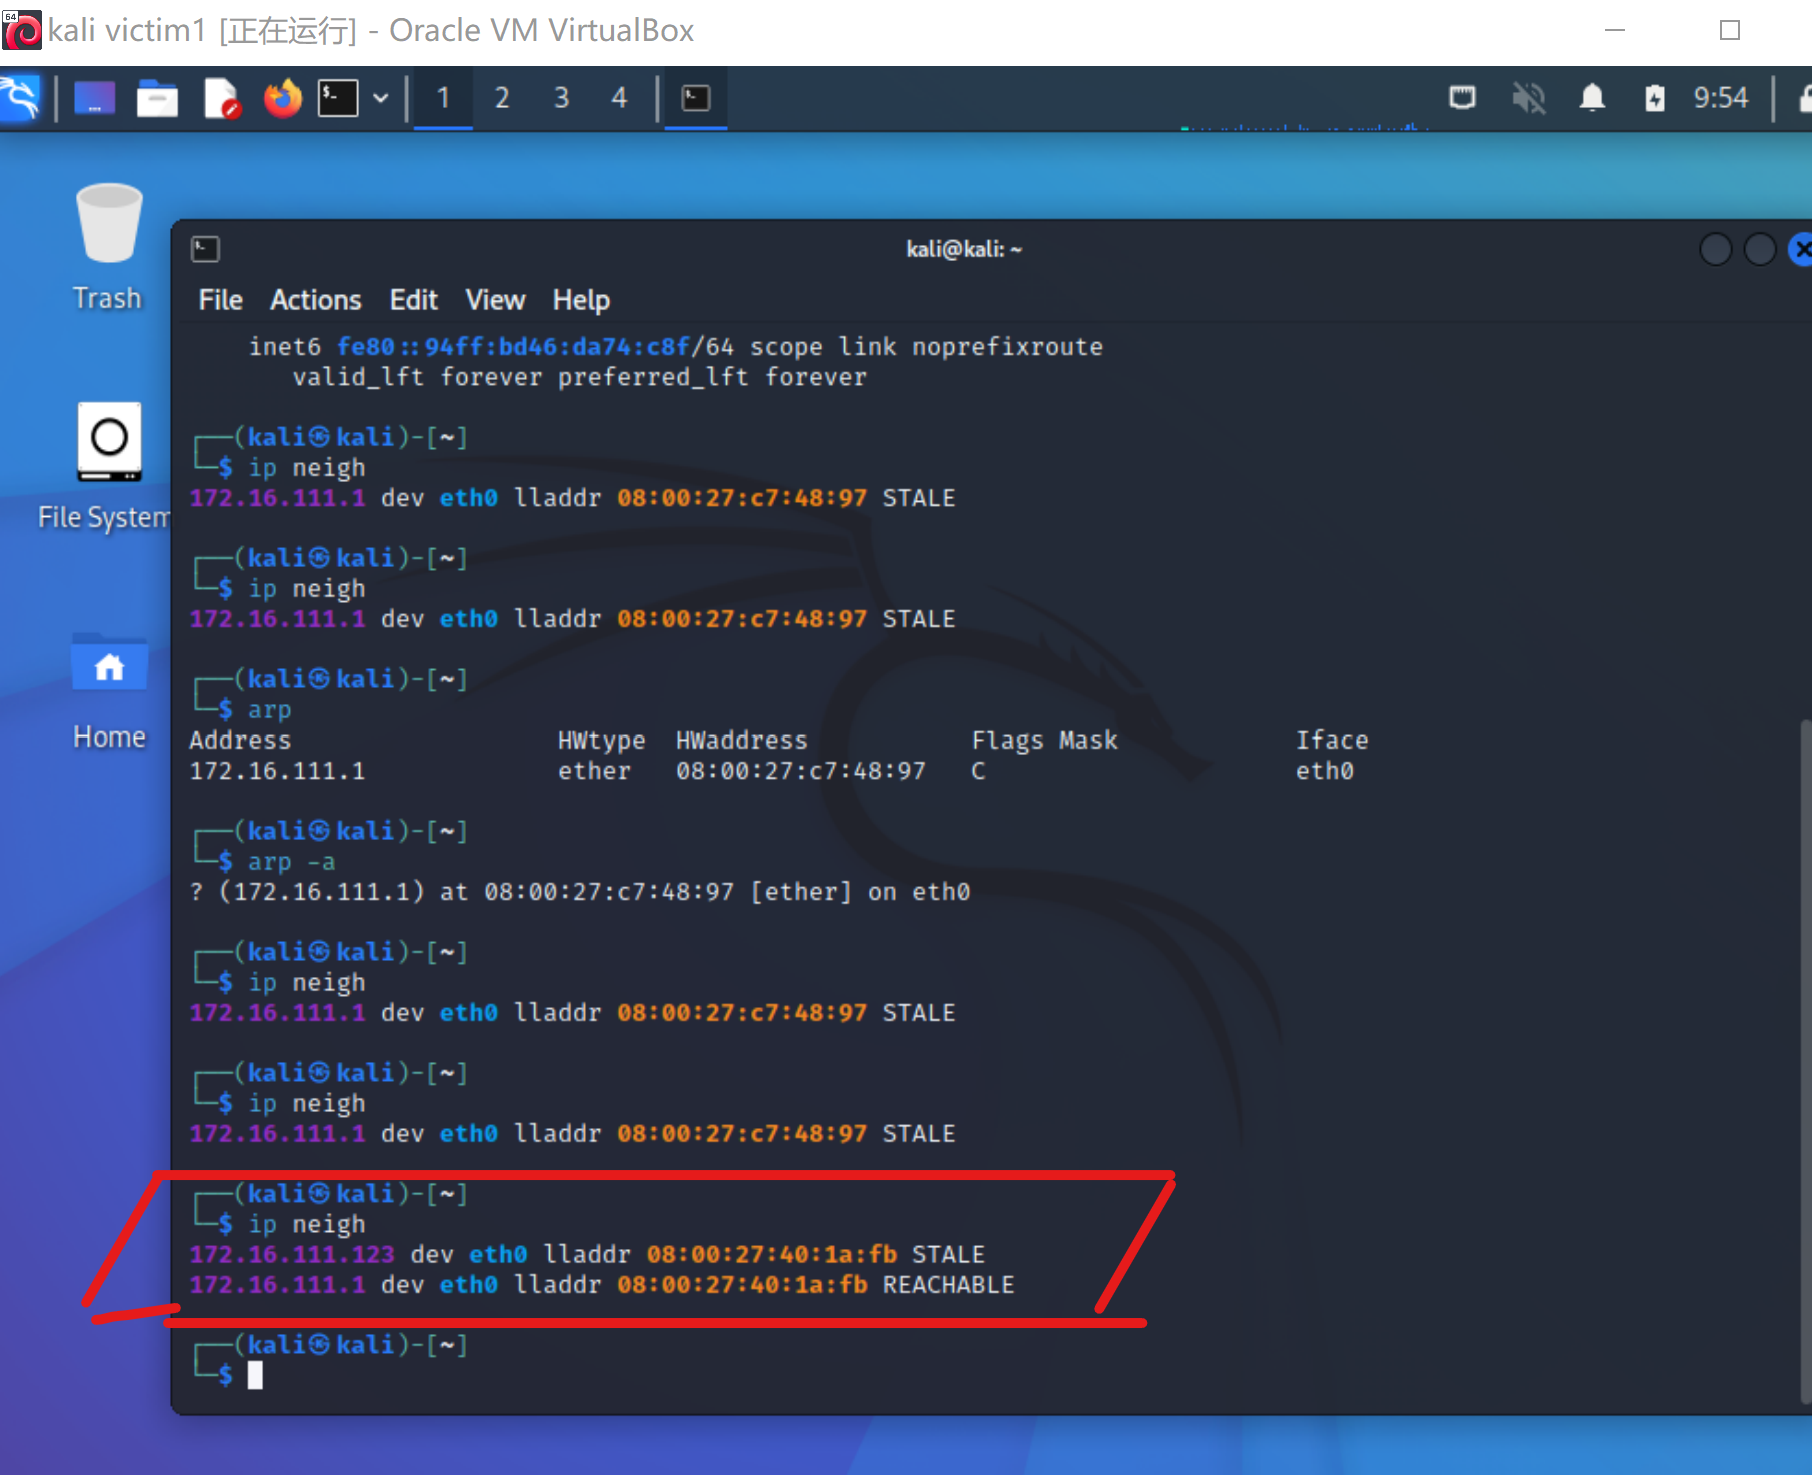 64
kali victim1 [正在运行] - Oracle VM VirtualBox
$_ 1 2 3 4 9:54
Trash
File System
Home
kali@kali: ~
File Actions Edit View Help
inet6 fe80::94ff:bd46:da74:c8f/64 scope link noprefixroute
valid_lft forever preferred_lft forever
┌──(kali㉿kali)-[~]
└─$ ip neigh
172.16.111.1 dev eth0 lladdr 08:00:27:c7:48:97 STALE
┌──(kali㉿kali)-[~]
└─$ ip neigh
172.16.111.1 dev eth0 lladdr 08:00:27:c7:48:97 STALE
┌──(kali㉿kali)-[~]
└─$ arp
Address HWtype HWaddress Flags Mask Iface
172.16.111.1 ether 08:00:27:c7:48:97 C eth0
┌──(kali㉿kali)-[~]
└─$ arp -a
? (172.16.111.1) at 08:00:27:c7:48:97 [ether] on eth0
┌──(kali㉿kali)-[~]
└─$ ip neigh
172.16.111.1 dev eth0 lladdr 08:00:27:c7:48:97 STALE
┌──(kali㉿kali)-[~]
└─$ ip neigh
172.16.111.1 dev eth0 lladdr 08:00:27:c7:48:97 STALE
┌──(kali㉿kali)-[~]
└─$ ip neigh
172.16.111.123 dev eth0 lladdr 08:00:27:40:1a:fb STALE
172.16.111.1 dev eth0 lladdr 08:00:27:40:1a:fb REACHABLE
┌──(kali㉿kali)-[~]
└─$